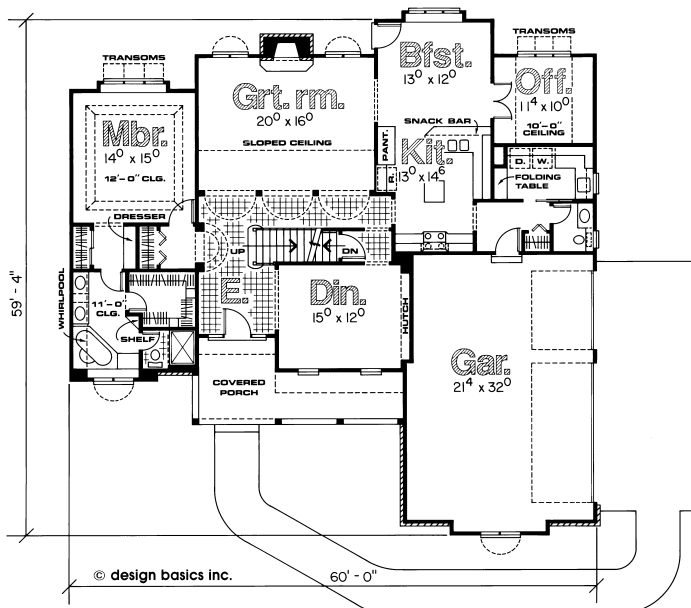 TRANSOMS
TRANSOMS
Bfst.
13⁰ x 12⁰
Off.
11⁴ x 10⁰
10'-0"
CEILING
Grt. rm.
20⁰ x 16⁰
SLOPED CEILING
Mbr.
14⁰ x 15⁰
12'-0" CLG.
DRESSER
SNACK BAR
PANT.
Kit.
13⁰ x 14⁶
R.
D.
W.
FOLDING
TABLE
UP
DN
59' - 4"
WHIRLPOOL
11'-0"
CLG.
SHELF
E.
Din.
15⁰ x 12⁰
HUTCH
COVERED
PORCH
Gar.
21⁴ x 32⁰
© design basics inc.
60' - 0"